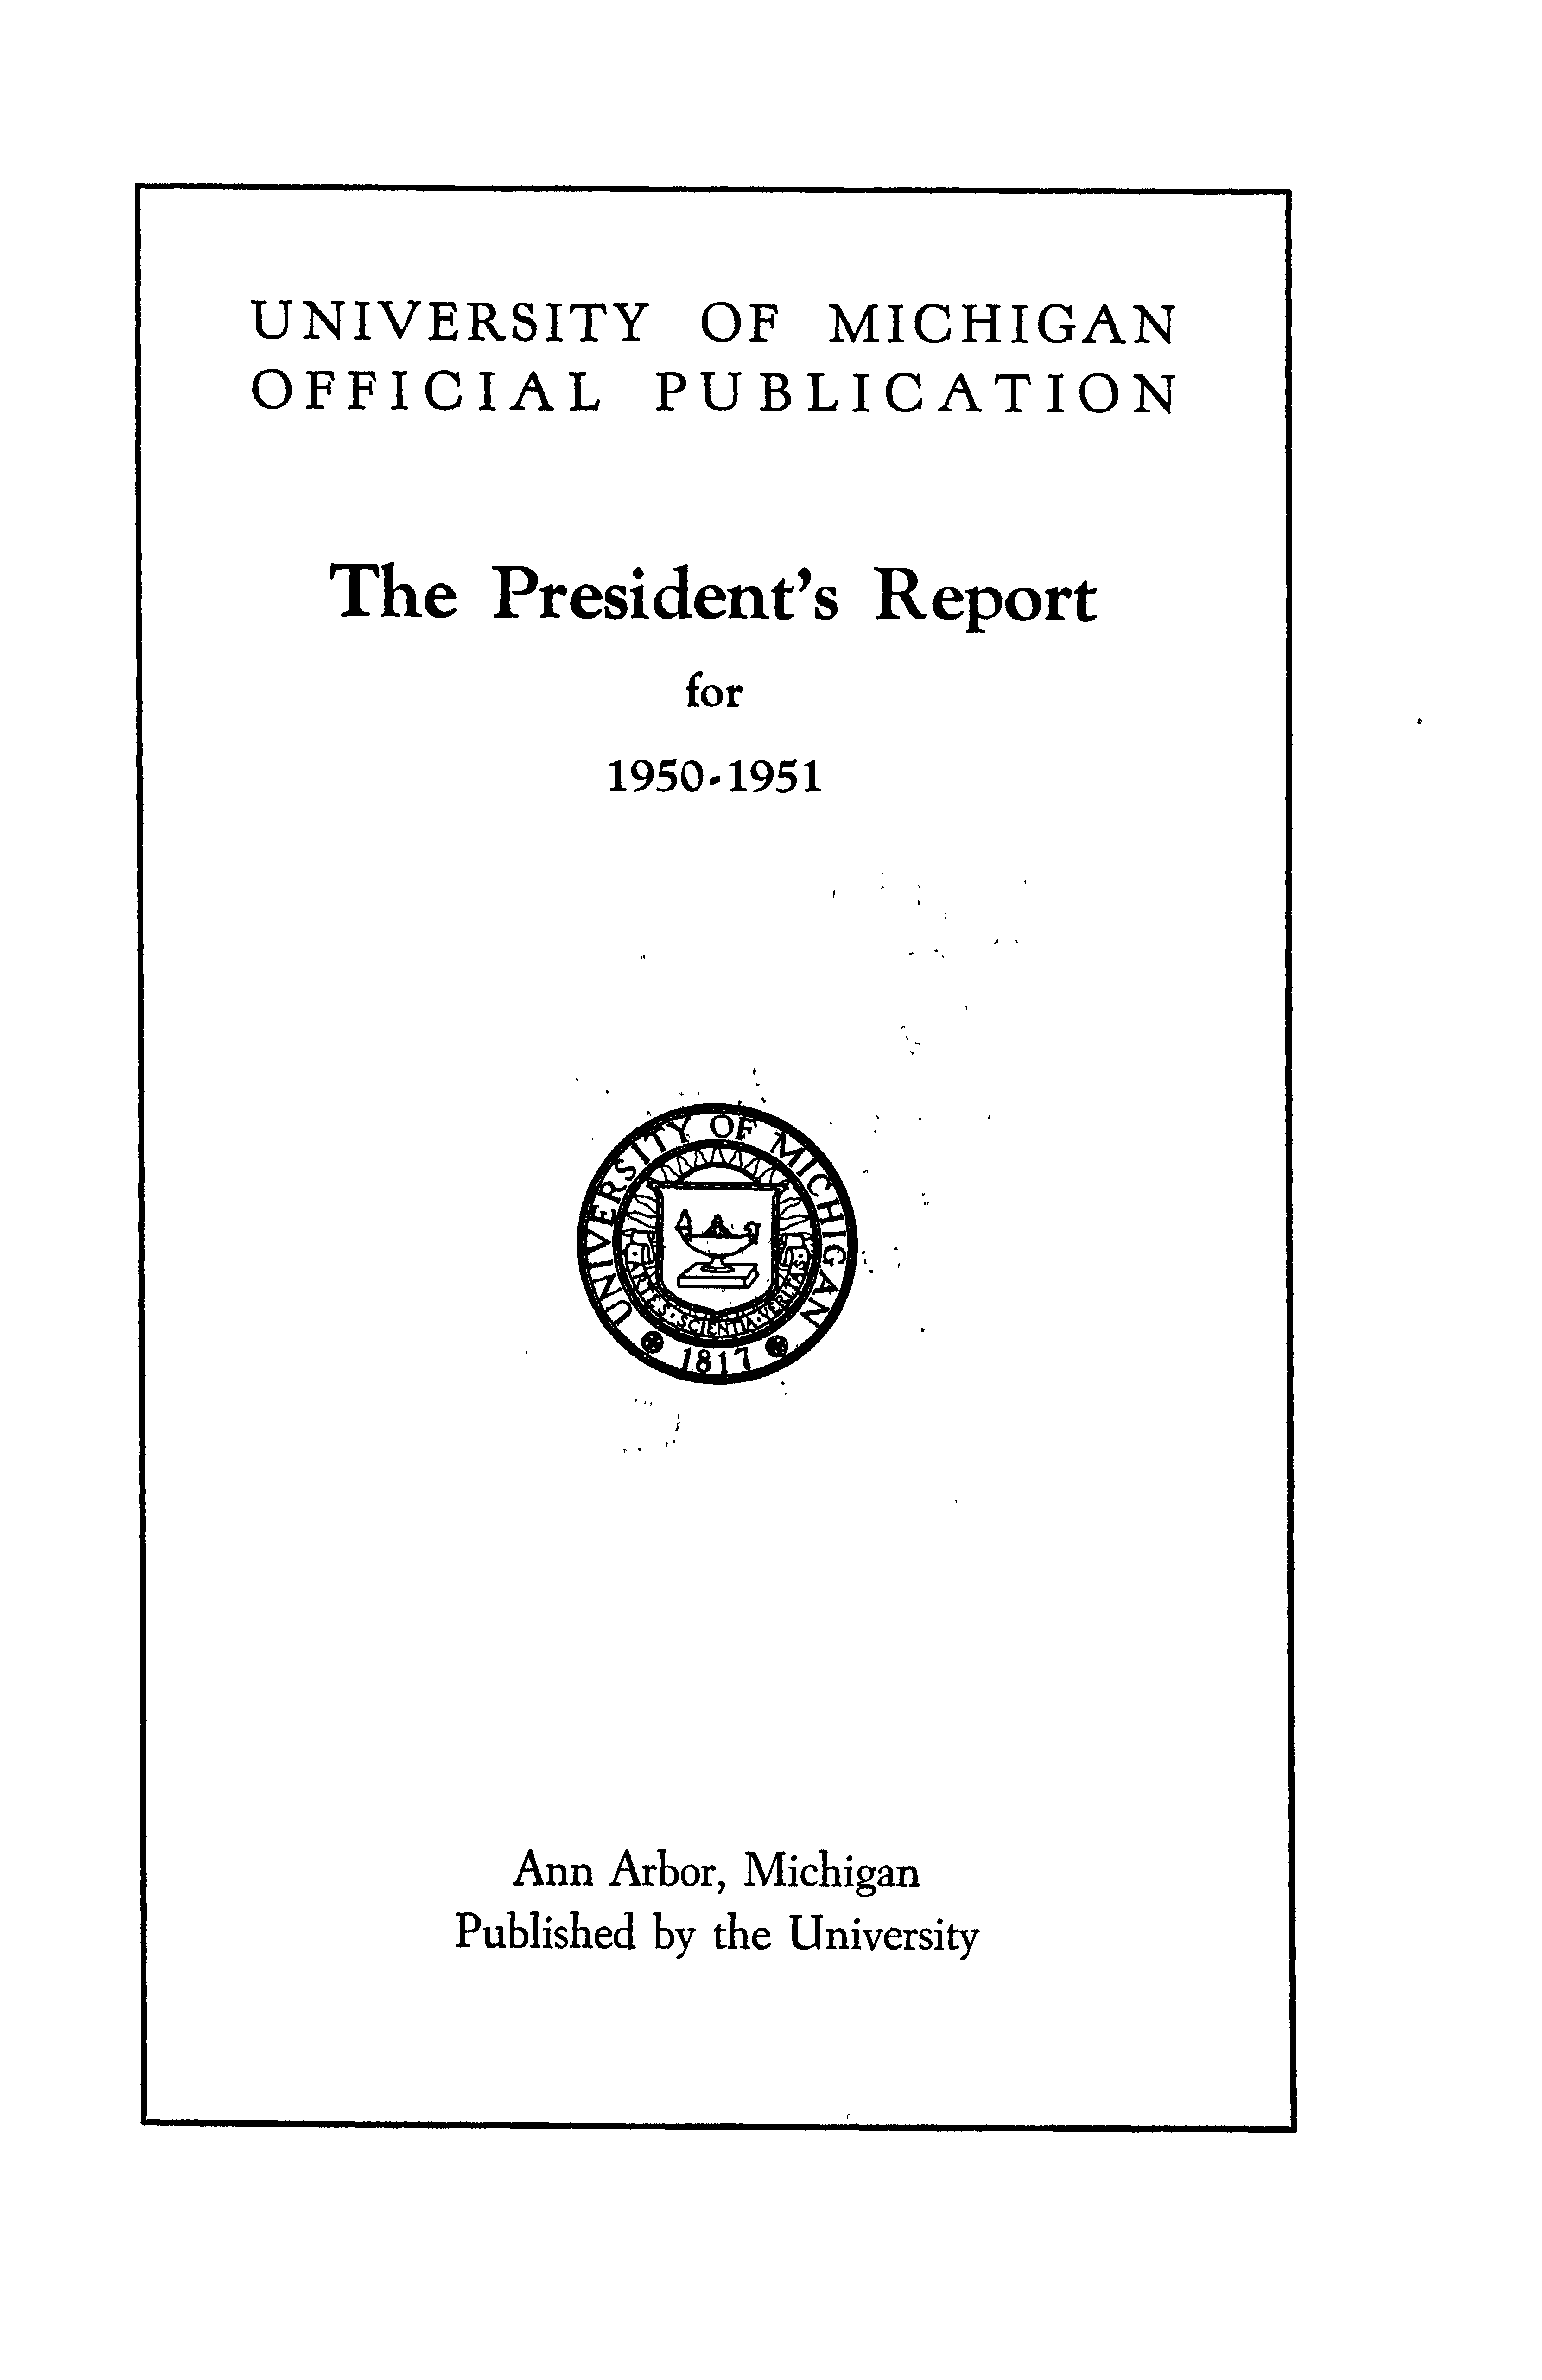 UNIVERSITY OF MICHIGAN
OFFICIAL PUBLICATION
The President's Report
for
1950-1951
UNIVERSITY OF MICHIGAN
ARTES · SCIENTIA · VERITAS
1817
Ann Arbor, Michigan
Published by the University